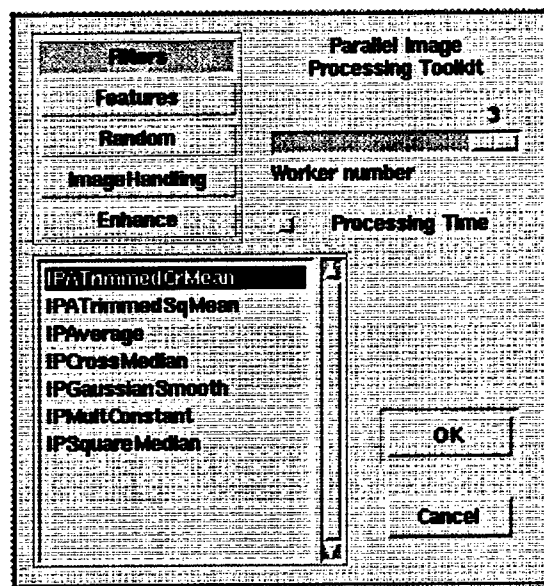 Filters
Features
Random
ImageHandling
Enhance
Parallel Image
Processing Toolkit
3
Worker number
Processing Time
IPATrimmedCrMean
IPATrimmedSqMean
IPAverage
IPCrossMedian
IPGaussianSmooth
IPMultConstant
IPSquareMedian
OK
Cancel